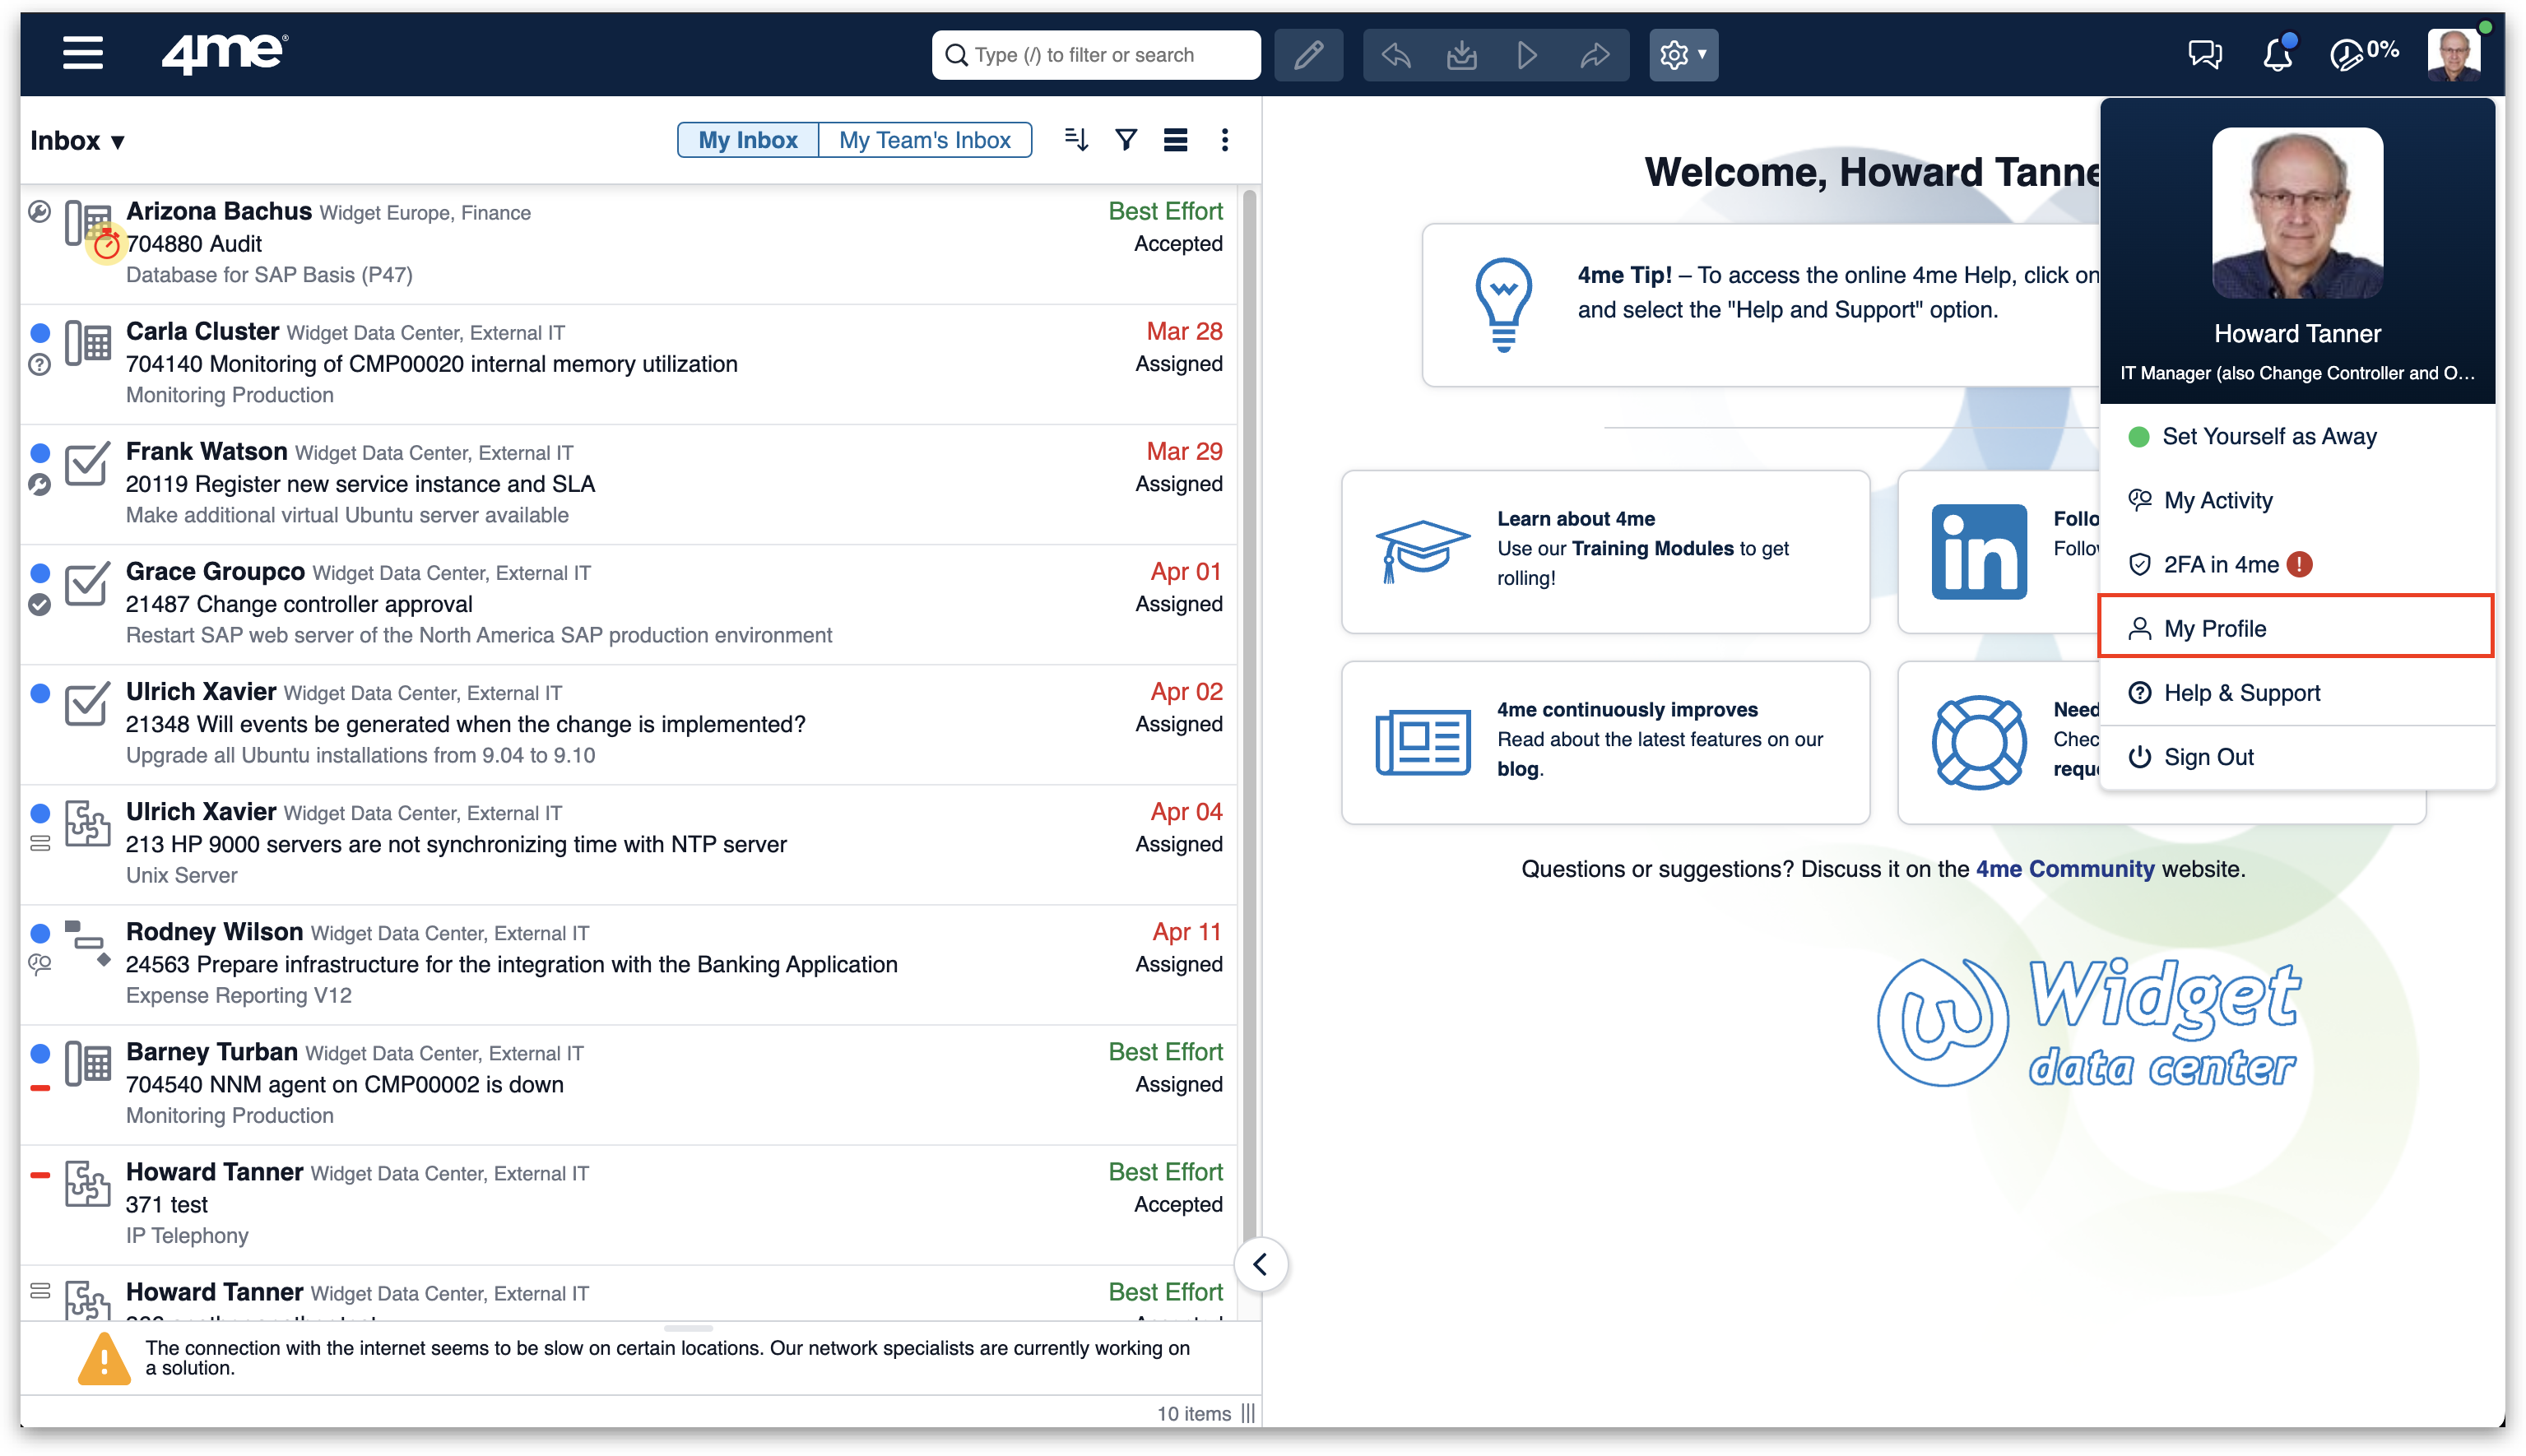 4me®
Type (/) to filter or search
0%
Inbox ▼
My Inbox
My Team's Inbox
Arizona Bachus Widget Europe, Finance
Best Effort
704880 Audit
Accepted
Database for SAP Basis (P47)
Carla Cluster Widget Data Center, External IT
Mar 28
704140 Monitoring of CMP00020 internal memory utilization
Assigned
Monitoring Production
Frank Watson Widget Data Center, External IT
Mar 29
20119 Register new service instance and SLA
Assigned
Make additional virtual Ubuntu server available
Grace Groupco Widget Data Center, External IT
Apr 01
21487 Change controller approval
Assigned
Restart SAP web server of the North America SAP production environment
Ulrich Xavier Widget Data Center, External IT
Apr 02
21348 Will events be generated when the change is implemented?
Assigned
Upgrade all Ubuntu installations from 9.04 to 9.10
Ulrich Xavier Widget Data Center, External IT
Apr 04
213 HP 9000 servers are not synchronizing time with NTP server
Assigned
Unix Server
Rodney Wilson Widget Data Center, External IT
Apr 11
24563 Prepare infrastructure for the integration with the Banking Application
Assigned
Expense Reporting V12
Barney Turban Widget Data Center, External IT
Best Effort
704540 NNM agent on CMP00002 is down
Assigned
Monitoring Production
Howard Tanner Widget Data Center, External IT
Best Effort
371 test
Accepted
IP Telephony
Howard Tanner Widget Data Center, External IT
Best Effort
The connection with the internet seems to be slow on certain locations. Our network specialists are currently working on
a solution.
10 items
Welcome, Howard Tanne
4me Tip! – To access the online 4me Help, click on
and select the "Help and Support" option.
Learn about 4me
Use our Training Modules to get
rolling!
Follo
Follo
4me continuously improves
Read about the latest features on our
blog.
Need
Chec
requ
Questions or suggestions? Discuss it on the 4me Community website.
Widget
data center
Howard Tanner
IT Manager (also Change Controller and O...
Set Yourself as Away
My Activity
2FA in 4me !
My Profile
Help & Support
Sign Out